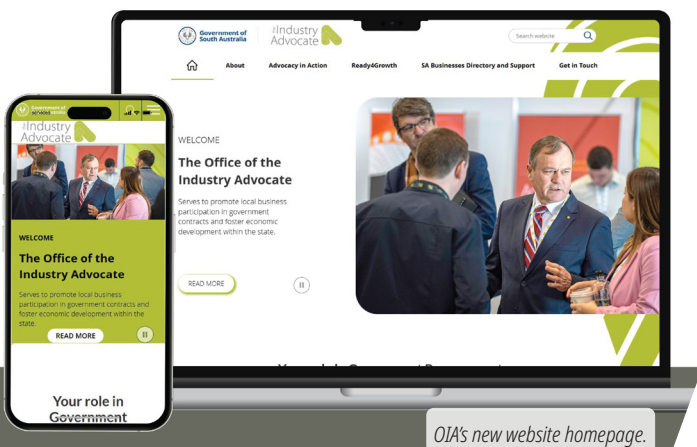 Government of
South Australia
THE Industry
Advocate
Search website
About
Advocacy in Action
Ready4Growth
SA Businesses Directory and Support
Get in Touch
WELCOME
The Office of the
Industry Advocate
Serves to promote local business
participation in government
contracts and foster economic
development within the state.
READ MORE
Government of
Industry
Advocate
WELCOME
The Office of the
Industry Advocate
Serves to promote local business
participation in government contracts and
foster economic development within the
state.
READ MORE
Your role in
Government
OIA's new website homepage.